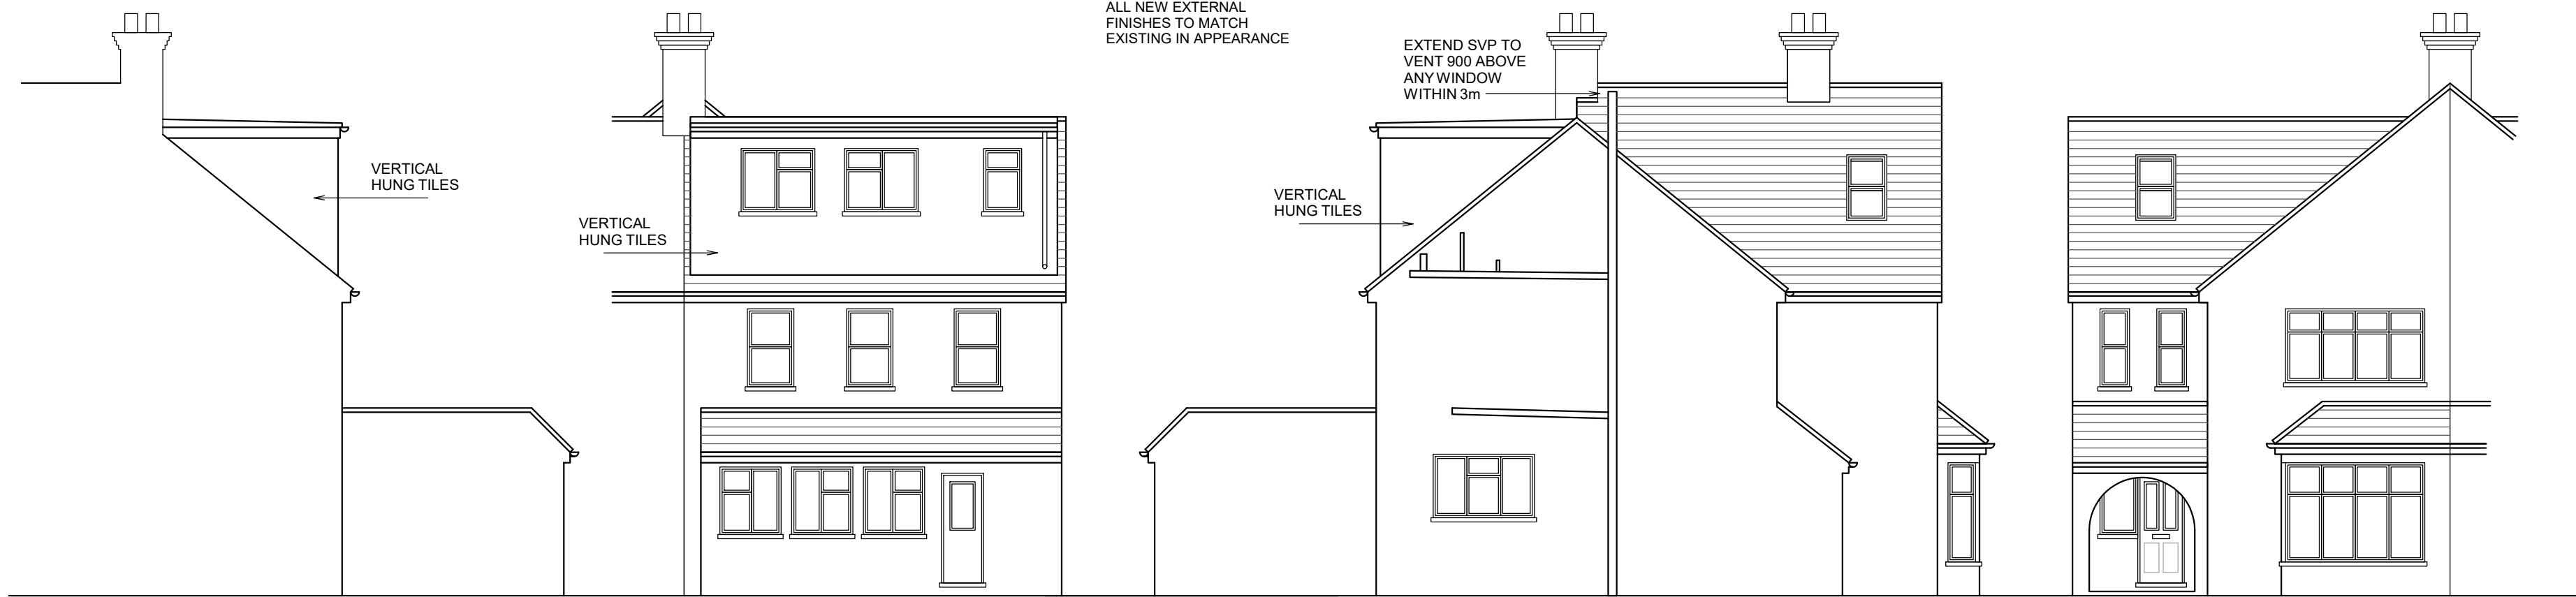 ALL NEW EXTERNAL
FINISHES TO MATCH
EXISTING IN APPEARANCE
EXTEND SVP TO
VENT 900 ABOVE
ANY WINDOW
WITHIN 3m
VERTICAL
HUNG TILES
VERTICAL
HUNG TILES
VERTICAL
HUNG TILES